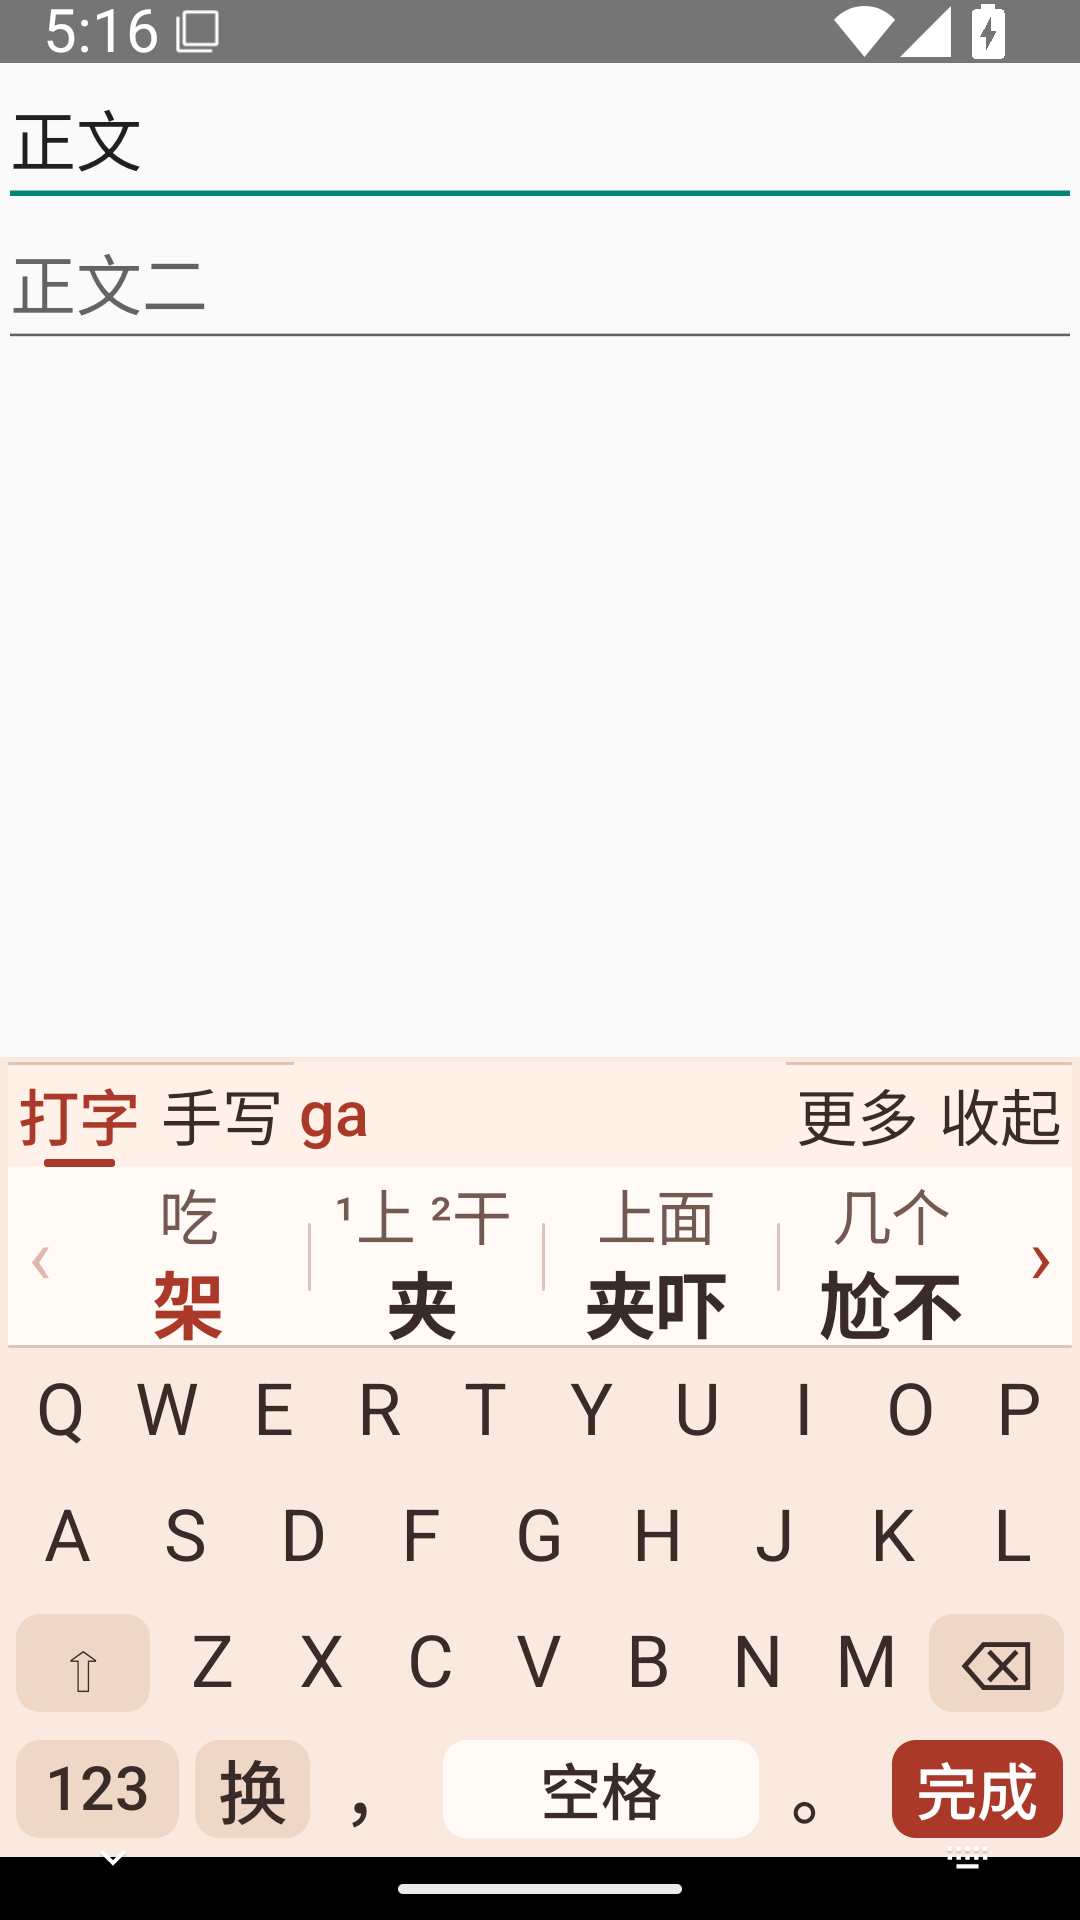 5:16
正文
正文二
打字 手写 ga 更多 收起
‹ 吃 ¹上 ²干 上面 几个 ›
架 夹 夹吓 尬不
Q W E R T Y U I O P
A S D F G H J K L
⇧ Z X C V B N M ⌫
123 换 ， 空格 。 完成